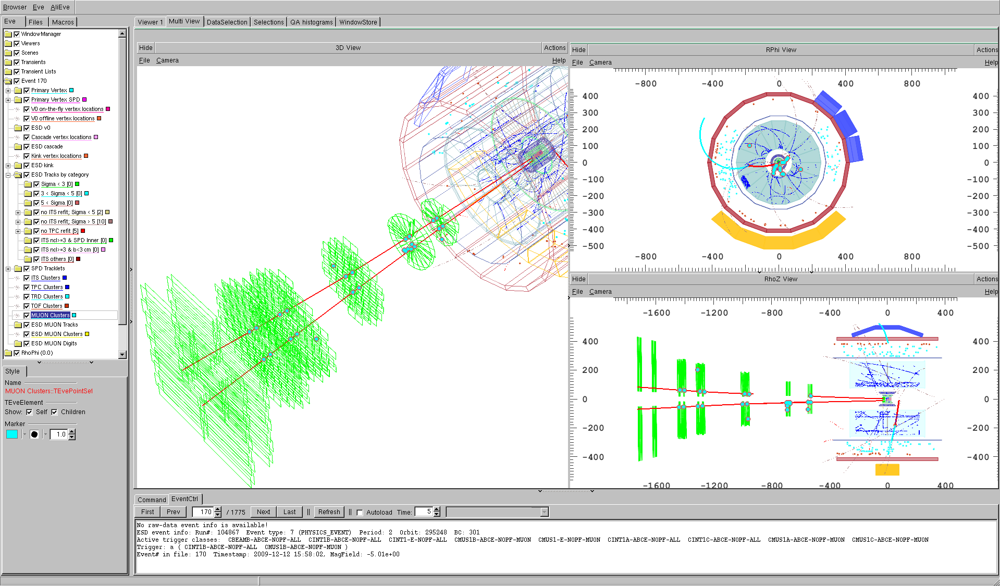 Browser Eve AliEve
Eve Files Macros
WindowManager
Viewers
Scenes
Transients
Transient Lists
Event 170
Primary Vertex
Primary Vertex SPD
V0 on-the-fly vertex locations
V0 offline vertex locations
ESD v0
Cascade vertex locations
ESD cascade
Kink vertex locations
ESD kink
ESD Tracks by category
Sigma < 3 [0]
3 < Sigma < 5 [0]
5 < Sigma [0]
no ITS refit; Sigma < 5 [2]
no ITS refit; Sigma > 5 [10]
no TPC refit [5]
ITS ncl>=3 & SPD Inner [0]
ITS ncl>=3 & b<3 cm [0]
ITS others [0]
SPD Tracklets
ITS Clusters
TPC Clusters
TRD Clusters
TOF Clusters
MUON Clusters
ESD MUON Tracks
ESD MUON Clusters
ESD MUON Digits
RhoPhi (0.0)
Style
Name
MUON Clusters::TEvePointSet
TEveElement
Show: Self Children
Marker
1.0
Viewer 1 Multi View DataSelection Selections QA histograms WindowStore
Hide 3D View Actions
File Camera Help
Hide RPhi View Actions
File Camera Help
-800 -400 0 400 800
400 400
300 300
200 200
100 100
0 0
-100 -100
-200 -200
-300 -300
-400 -400
-500 -500
-800 -400 0 400 800
Hide RhoZ View Actions
File Camera Help
-1600 -1200 -800 -400 0 400
400 400
200 200
0 0
-200 -200
-400 -400
-1600 -1200 -800 -400 0 400
Command EventCtrl
First Prev 170 / 1775 Next Last || Refresh || Autoload Time: 5
No raw-data event info is available!
ESD event info: Run#: 104867 Event type: 7 (PHYSICS_EVENT) Period: 2 Orbit: 295248 BC: 301
Active trigger classes: CBEAMB-ABCE-NOPF-ALL CINT1B-ABCE-NOPF-ALL CINT1-E-NOPF-ALL CMUS1B-ABCE-NOPF-MUON CMUS1-E-NOPF-MUON CINT1A-ABCE-NOPF-ALL CINT1C-ABCE-NOPF-ALL CMUS1A-ABCE-NOPF-MUON CMUS1C-ABCE-NOPF-MUON
Trigger: a ( CINT1B-ABCE-NOPF-ALL CMUS1B-ABCE-NOPF-MUON )
Event# in file: 170 Timestamp: 2009-12-12 15:58:02, MagField: -5.01e+00